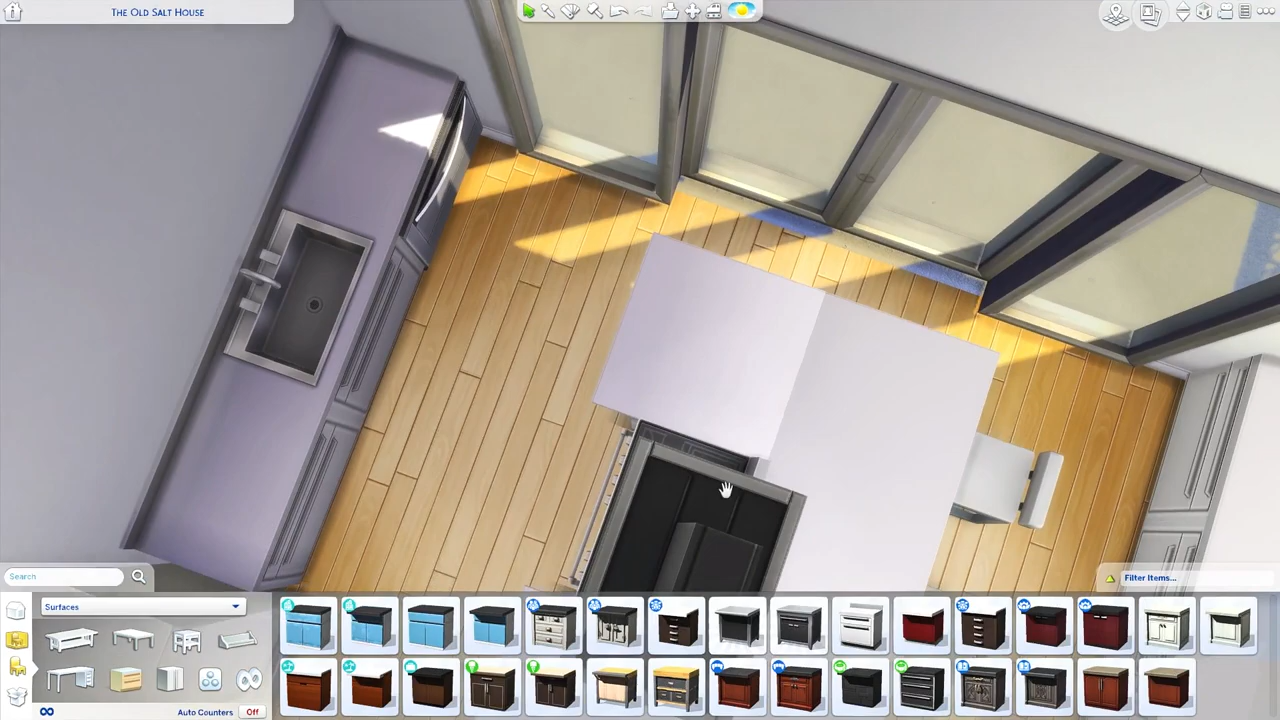 The Old Salt House
Search
Filter Items...
Surfaces
Auto Counters
Off